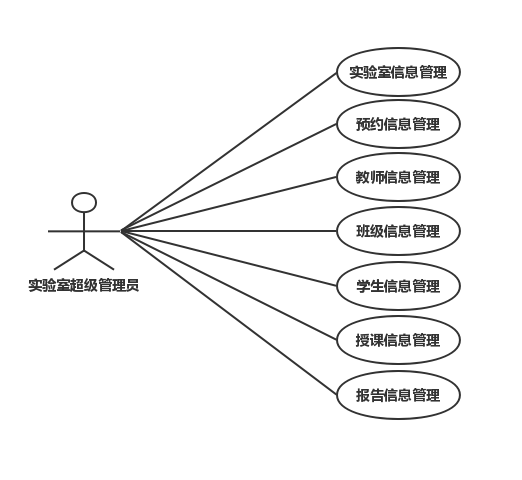 实验室信息管理
预约信息管理
教师信息管理
班级信息管理
实验室超级管理员
学生信息管理
授课信息管理
报告信息管理